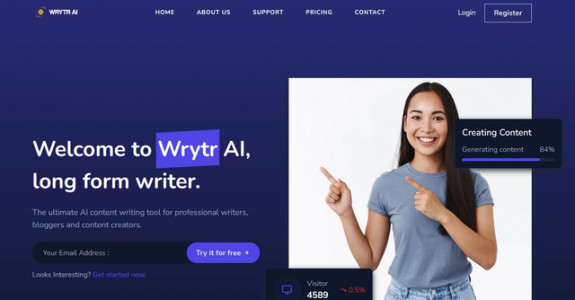 WRYTR AI
HOME ABOUT US SUPPORT PRICING CONTACT
Login Register
Welcome to Wrytr AI,
long form writer.
The ultimate AI content writing tool for professional writers,
bloggers and content creators.
Your Email Address : Try it for free →
Looks Interesting? Get started now.
Creating Content
Generating content 84%
Visitor
4589 0.5%